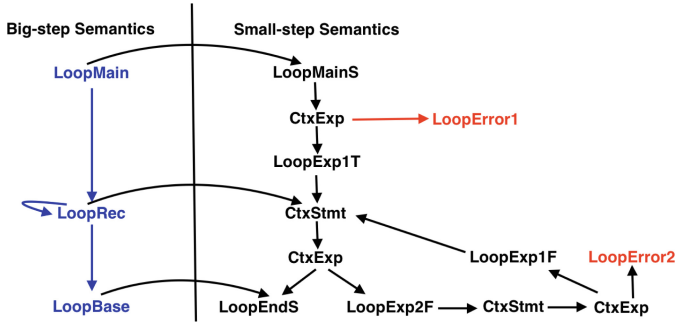 Big-step Semantics
Small-step Semantics
LoopMain
LoopMainS
CtxExp
LoopError1
LoopExp1T
LoopRec
CtxStmt
CtxExp
LoopExp1F
LoopError2
LoopBase
LoopEndS
LoopExp2F
CtxStmt
CtxExp